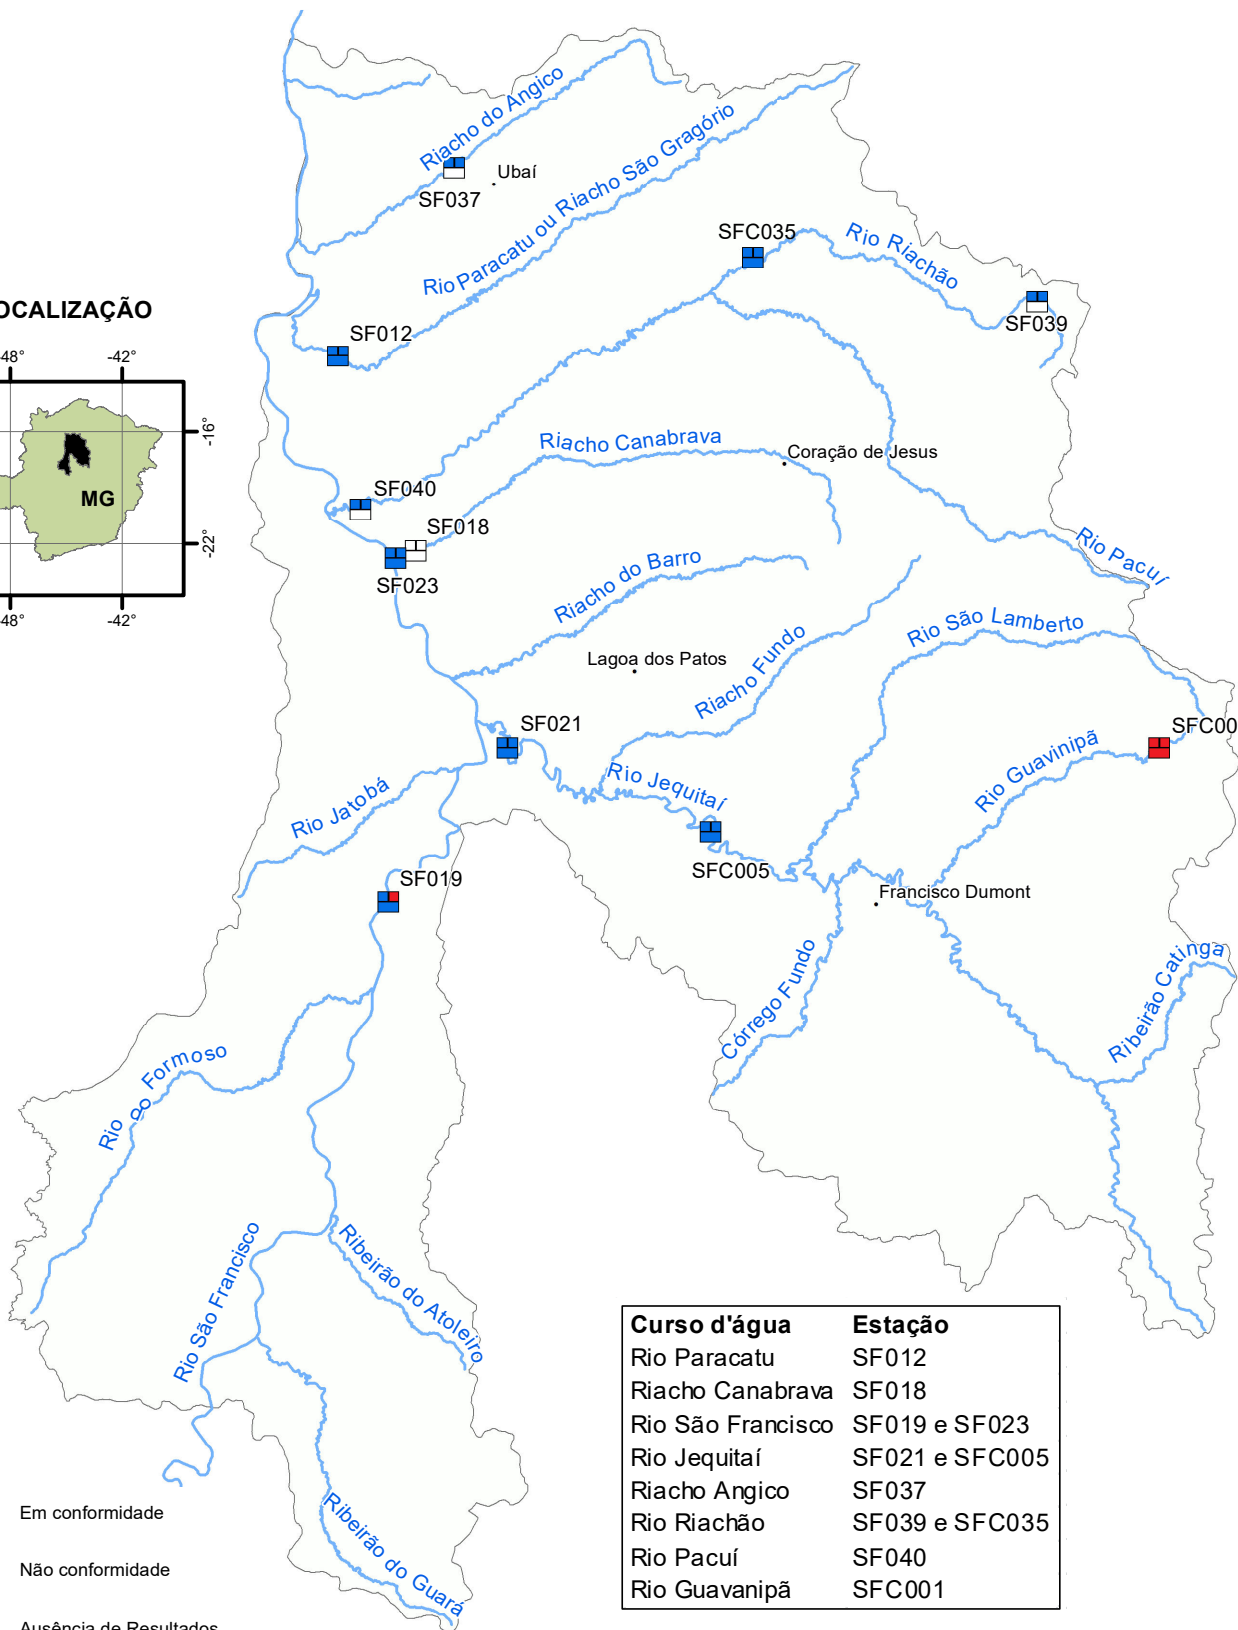 Riacho do Angico
Ubaí
SF037
Rio Paracatu ou Riacho São Gragório
SFC035
Rio Riachão
SF039
OCALIZAÇÃO
48°
-42°
-16°
MG
-22°
48°
-42°
SF012
Riacho Canabrava
Coração de Jesus
SF040
SF018
SF023
Rio Pacuí
Riacho do Barro
Rio São Lamberto
Lagoa dos Patos
Riacho Fundo
SF021
SFC00
Rio Guavinipã
Rio Jequitaí
Rio Jatobá
SFC005
SF019
Francisco Dumont
Córrego Fundo
Ribeirão Catinga
Rio do Formoso
Rio São Francisco
Ribeirão do Atoleiro
Ribeirão do Guará
Curso d'água Estação
Rio Paracatu SF012
Riacho Canabrava SF018
Rio São Francisco SF019 e SF023
Rio Jequitaí SF021 e SFC005
Riacho Angico SF037
Rio Riachão SF039 e SFC035
Rio Pacuí SF040
Rio Guavanipã SFC001
Em conformidade
Não conformidade
Ausência de Resultados